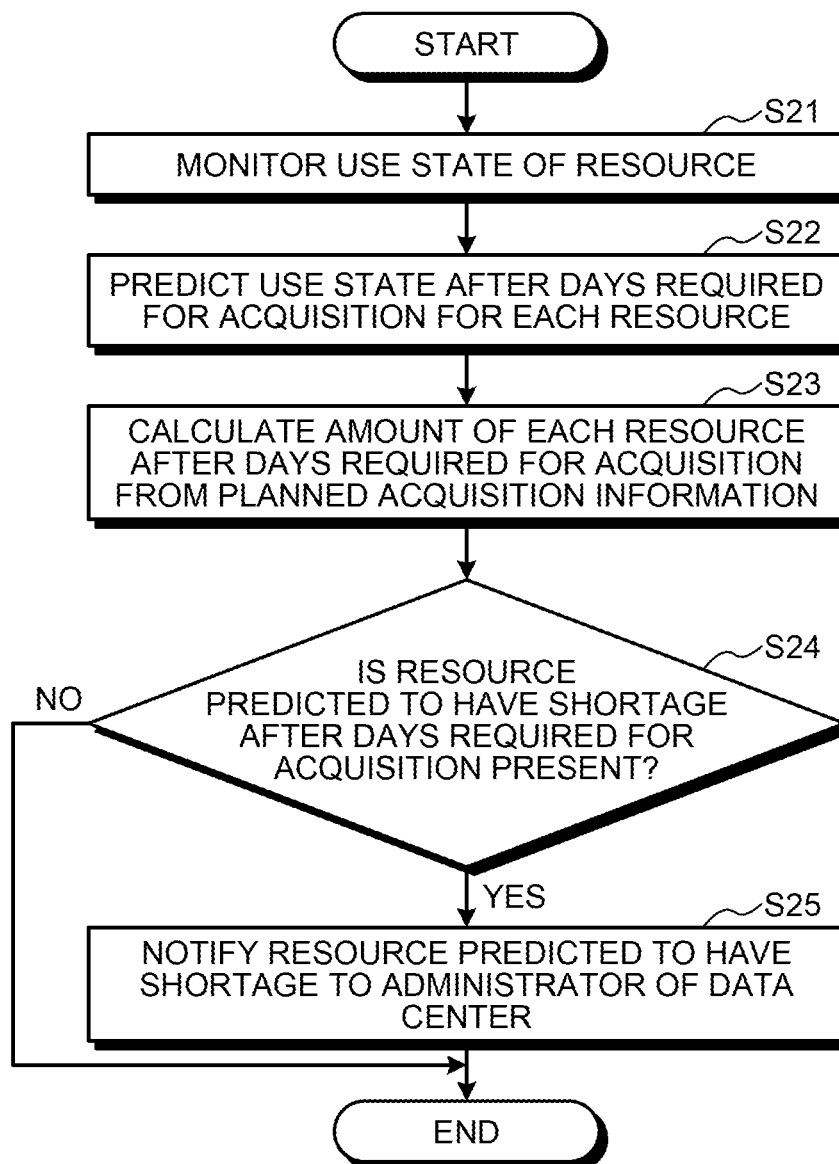 START
S21
MONITOR USE STATE OF RESOURCE
S22
PREDICT USE STATE AFTER DAYS REQUIRED
FOR ACQUISITION FOR EACH RESOURCE
S23
CALCULATE AMOUNT OF EACH RESOURCE
AFTER DAYS REQUIRED FOR ACQUISITION
FROM PLANNED ACQUISITION INFORMATION
S24
IS RESOURCE
PREDICTED TO HAVE SHORTAGE
AFTER DAYS REQUIRED FOR
ACQUISITION PRESENT?
NO
YES
S25
NOTIFY RESOURCE PREDICTED TO HAVE
SHORTAGE TO ADMINISTRATOR OF DATA
CENTER
END